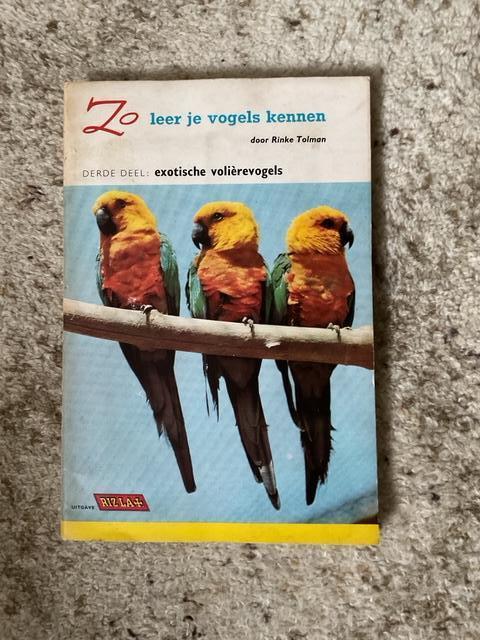 Zo leer je vogels kennen
door Rinke Tolman
DERDE DEEL: exotische volièrevogels
UITGAVE RIZLA+